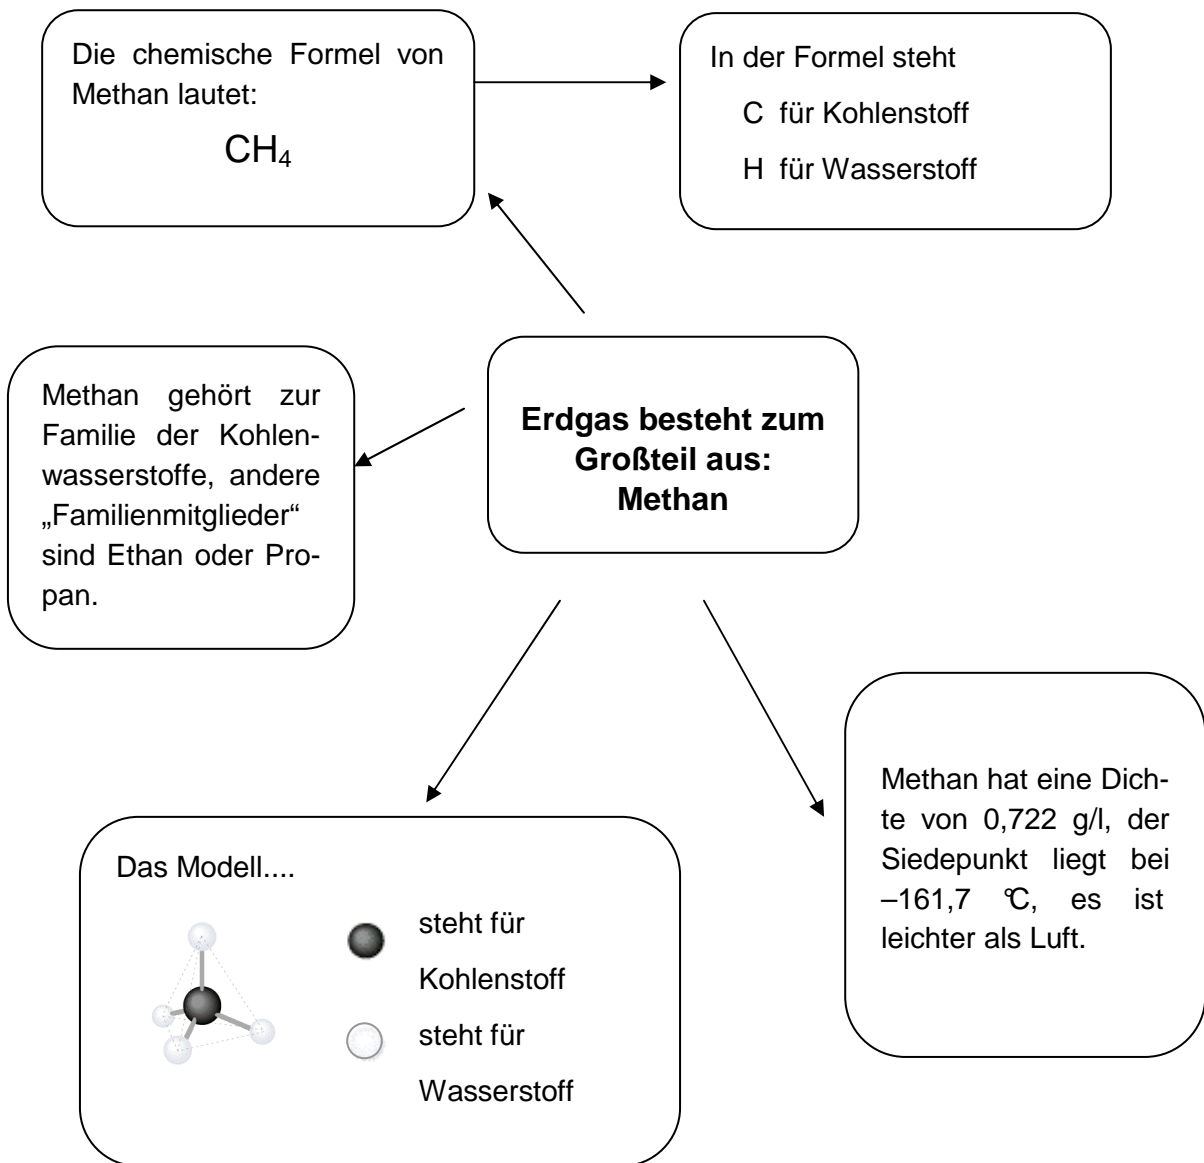 Die chemische Formel von
Methan lautet:
CH₄
In der Formel steht
C für Kohlenstoff
H für Wasserstoff
Erdgas besteht zum
Großteil aus:
Methan
Methan gehört zur
Familie der Kohlen-
wasserstoffe, andere
„Familienmitglieder“
sind Ethan oder Pro-
pan.
Methan hat eine Dich-
te von 0,722 g/l, der
Siedepunkt liegt bei
–161,7 °C, es ist
leichter als Luft.
Das Modell....
steht für
Kohlenstoff
steht für
Wasserstoff